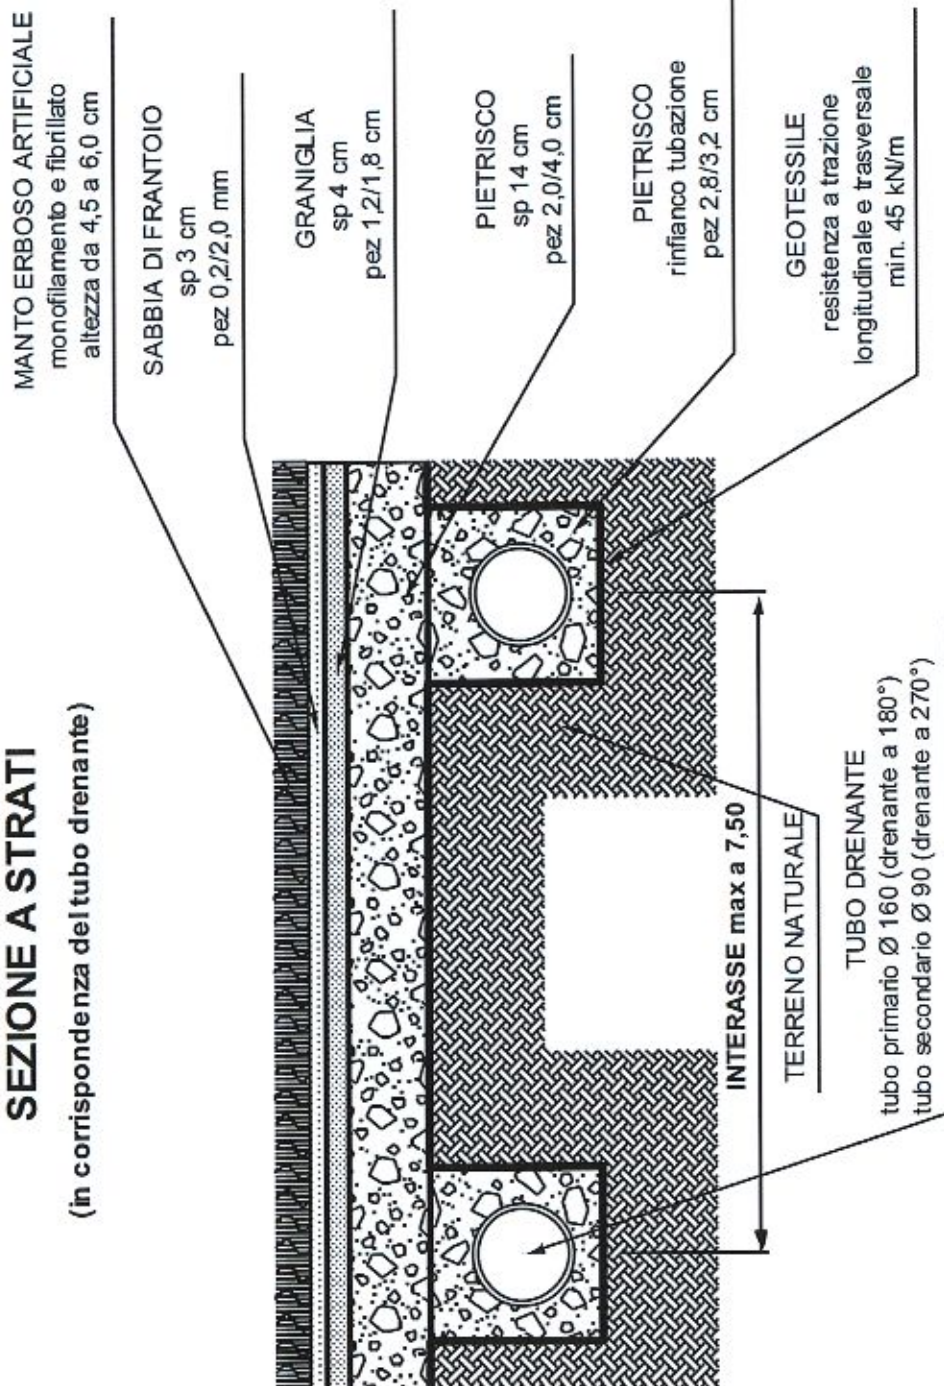 SEZIONE A STRATI
(in corrispondenza del tubo drenante)
MANTO ERBOSO ARTIFICIALE
monofilamento e fibrillato
altezza da 4,5 a 6,0 cm
SABBIA DI FRANTOIO
sp 3 cm
pez 0,2/2,0 mm
GRANIGLIA
sp 4 cm
pez 1,2/1,8 cm
PIETRISCO
sp 14 cm
pez 2,0/4,0 cm
PIETRISCO
rinfianco tubazione
pez 2,8/3,2 cm
GEOTESSILE
resistenza a trazione
longitudinale e trasversale
min. 45 kN/m
INTERASSE max a 7,50
TERRENO NATURALE
TUBO DRENANTE
tubo primario Ø 160 (drenante a 180°)
tubo secondario Ø 90 (drenante a 270°)